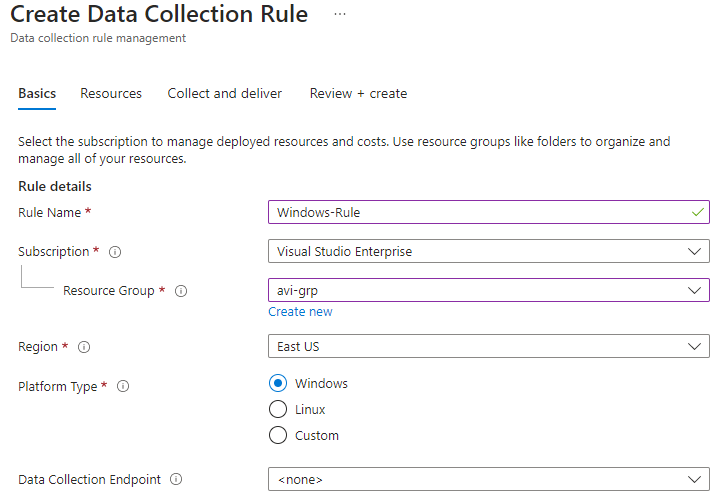 Create Data Collection Rule ...
Data collection rule management
Basics Resources Collect and deliver Review + create
Select the subscription to manage deployed resources and costs. Use resource groups like folders to organize and
manage all of your resources.
Rule details
Rule Name * Windows-Rule
Subscription * Visual Studio Enterprise
Resource Group * avi-grp
Create new
Region * East US
Platform Type * Windows
Linux
Custom
Data Collection Endpoint <none>